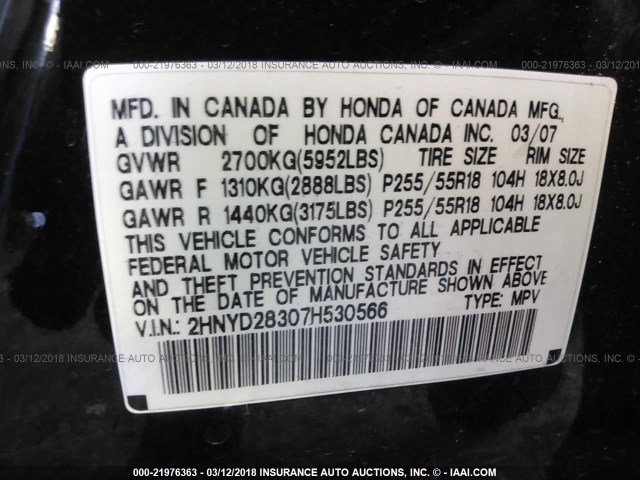 000-21976363 - 03/12/2018 INSURANCE AUTO AUCTIONS, INC. - © IAAI.COM
MFD. IN CANADA BY HONDA OF CANADA MFG.,
A DIVISION OF HONDA CANADA INC. 03/07
GVWR 2700KG(5952LBS) TIRE SIZE RIM SIZE
GAWR F 1310KG(2888LBS) P255/55R18 104H 18X8.0J
GAWR R 1440KG(3175LBS) P255/55R18 104H 18X8.0J
THIS VEHICLE CONFORMS TO ALL APPLICABLE
FEDERAL MOTOR VEHICLE SAFETY
AND THEFT PREVENTION STANDARDS IN EFFECT
ON THE DATE OF MANUFACTURE SHOWN ABOVE
V.I.N.: 2HNYD28307H530566 TYPE: MPV
000-21976363 - 03/12/2018 INSURANCE AUTO AUCTIONS, INC. - © IAAI.COM